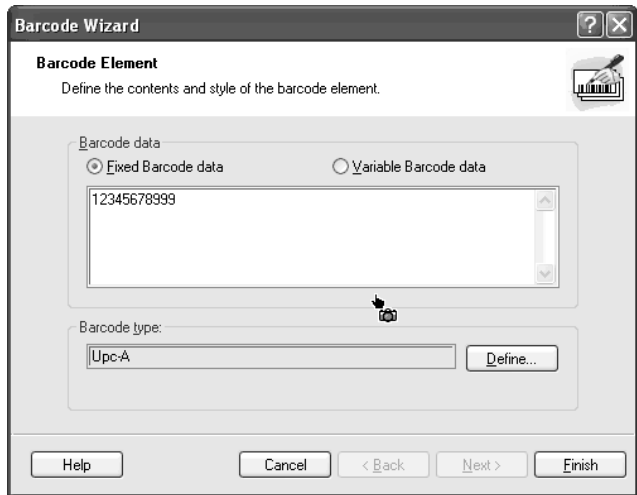 Barcode Wizard
Barcode Element
Define the contents and style of the barcode element.
Barcode data
Fixed Barcode data Variable Barcode data
12345678999
Barcode type:
Upc-A Define...
Help Cancel < Back Next > Finish